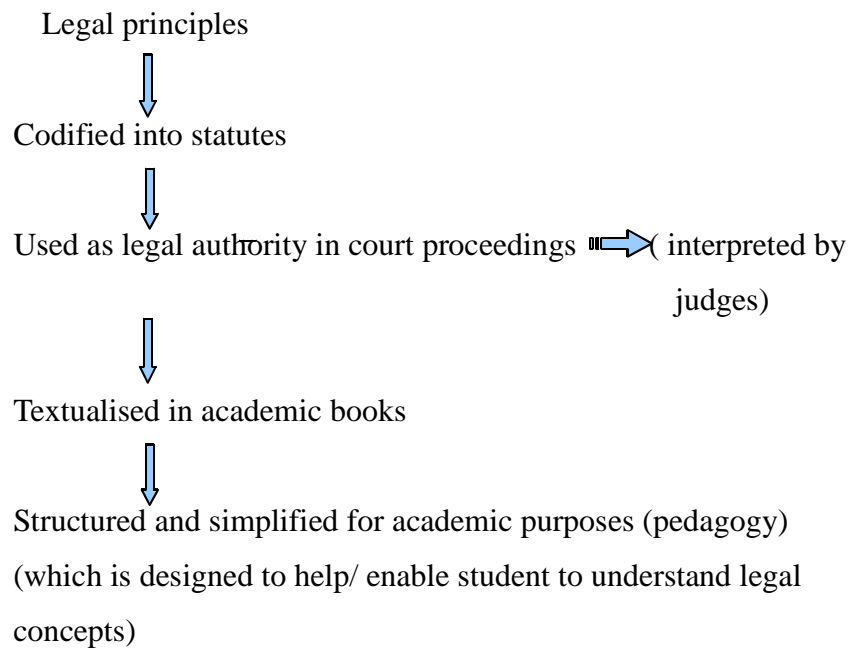 Legal principles
Codified into statutes
Used as legal authority in court proceedings ( interpreted by
judges)
Textualised in academic books
Structured and simplified for academic purposes (pedagogy)
(which is designed to help/ enable student to understand legal
concepts)